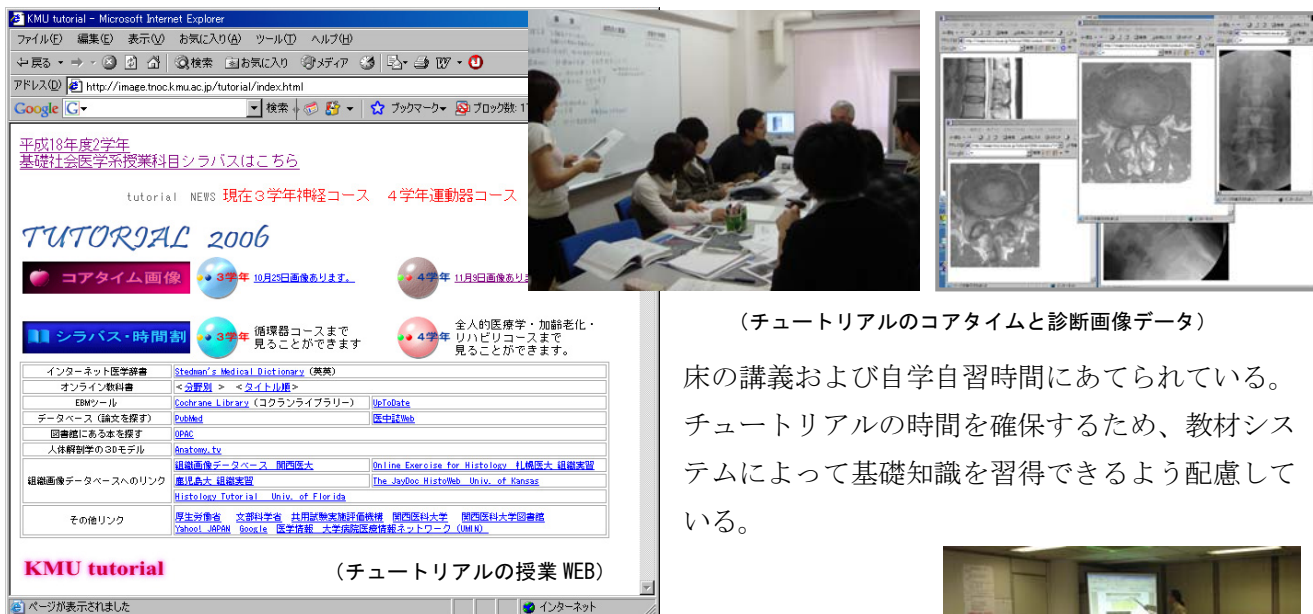 KMU tutorial - Microsoft Internet Explorer
ファイル(F) 編集(E) 表示(V) お気に入り(A) ツール(T) ヘルプ(H)
戻る 検索 お気に入り メディア
アドレス(D) http://image.tnoc.kmu.ac.jp/tutorial/index.html
Google 検索 ブックマーク ブロック数: 1
平成18年度2学年
基礎社会医学系授業科目シラバスはこちら
tutorial NEWS 現在3学年神経コース 4学年運動器コース
TUTORIAL 2006
コアタイム画像 3学年 10月25日画像あります。 4学年 11月9日画像あり
シラバス・時間割 3学年 循環器コースまで見ることができます 4学年 全人的医療学・加齢老化・リハビリコースまで見ることができます。
インターネット医学辞書 Stedman's Medical Dictionary (英英)
オンライン教科書 <分野別 > <タイトル順>
EBMツール Cochrane Library (コクランライブラリー) UpToDate
データベース (論文を探す) PubMed 医中誌Web
図書館にある本を探す OPAC
人体解剖学の3Dモデル Anatomy.tv
組織画像データベースへのリンク 組織画像データベース 関西医大 Online Exercise for Histology 札幌医大 組織実習
鹿児島大 組織実習 The JayDoc HistoWeb Univ. of Kansas
Histology Tutorial Univ. of Florida
その他リンク 厚生労働省 文部科学省 共用試験実施評価機構 関西医科大学 関西医科大学図書館
Yahoo! JAPAN Google 医学情報 大学病院医療情報ネットワーク (UMIN)
KMU tutorial
(チュートリアルの授業 WEB)
ページが表示されました インターネット
(チュートリアルのコアタイムと診断画像データ)
床の講義および自学自習時間にあてられている。
チュートリアルの時間を確保するため、教材シス
テムによって基礎知識を習得できるよう配慮して
いる。